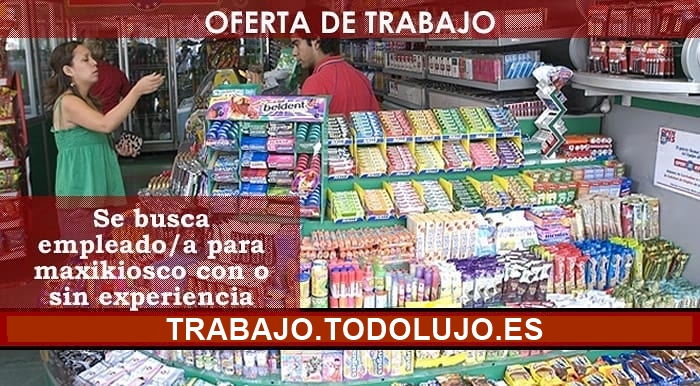 OFERTA DE TRABAJO
beldent
Se busca
empleado/a para
maxikiosco con o
sin experiencia
TRABAJO.TODOLUJO.ES